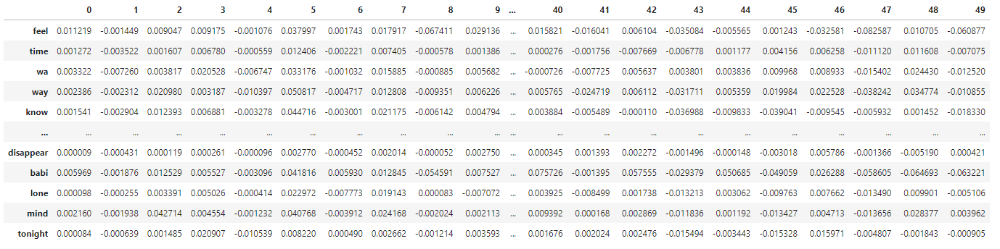 0 1 2 3 4 5 6 7 8 9 ... 40 41 42 43 44 45 46 47 48 49
feel 0.011219 -0.001449 0.009047 0.009175 -0.001076 0.037997 0.001743 0.017917 -0.067411 0.029136 ... 0.015821 -0.016041 0.006104 -0.035084 -0.005565 0.001243 -0.032581 -0.082587 0.010705 -0.060877
time 0.001272 -0.003522 0.001607 0.006780 -0.000559 0.012406 -0.002221 0.007405 -0.000578 0.001386 ... 0.000276 -0.001756 -0.007669 -0.006778 0.001177 0.004156 0.006258 -0.011120 0.011608 -0.007075
wa 0.003322 -0.007260 0.003817 0.020528 -0.006747 0.033176 -0.001032 0.015885 -0.000885 0.005682 ... -0.000726 -0.007725 0.005637 0.003801 0.003836 0.009968 0.008933 -0.015402 0.024430 -0.012520
way 0.002386 -0.002312 0.020980 0.003187 -0.010397 0.050817 -0.004717 0.012808 -0.009351 0.006226 ... 0.005765 -0.024719 0.006112 -0.031711 0.005359 0.019984 0.022528 -0.038242 0.034774 -0.010855
know 0.001541 -0.002904 0.012393 0.006881 -0.003278 0.044716 -0.003001 0.021175 -0.006142 0.004794 ... 0.003884 -0.005489 -0.000110 -0.036988 -0.009833 -0.039041 -0.009545 -0.005932 0.001452 -0.018330
... ... ... ... ... ... ... ... ... ... ... ... ... ... ... ... ... ... ... ... ... ...
disappear 0.000009 -0.000431 0.000119 0.000261 -0.000096 0.002770 -0.000452 0.002014 -0.000052 0.002750 ... 0.000345 0.001393 0.002272 -0.001496 -0.000148 -0.003018 0.005786 -0.001366 -0.005190 0.000421
babi 0.005969 -0.001876 0.012529 0.005527 -0.003096 0.041816 0.005930 0.012845 -0.054591 0.007527 ... 0.075726 -0.001395 0.057555 -0.029379 0.050685 -0.049059 0.026288 -0.058605 -0.064693 -0.063221
lone 0.000098 -0.000255 0.003391 0.005026 -0.000414 0.022972 -0.007773 0.019143 0.000083 -0.007072 ... 0.003925 -0.008499 0.001738 -0.013213 0.003062 -0.009763 0.007662 -0.013490 0.009901 -0.005106
mind 0.002160 -0.001938 0.042714 0.004554 -0.001232 0.040768 -0.003912 0.024168 -0.002024 0.002113 ... 0.009392 0.000168 0.002869 -0.011836 0.001192 -0.013427 0.004713 -0.013656 0.028377 0.003962
tonight 0.000084 -0.000639 0.001485 0.020907 -0.010539 0.008220 0.000490 0.002662 -0.001214 0.003593 ... 0.001676 0.002024 0.002476 -0.015494 -0.003443 -0.015328 0.015971 -0.004807 -0.001843 -0.000905